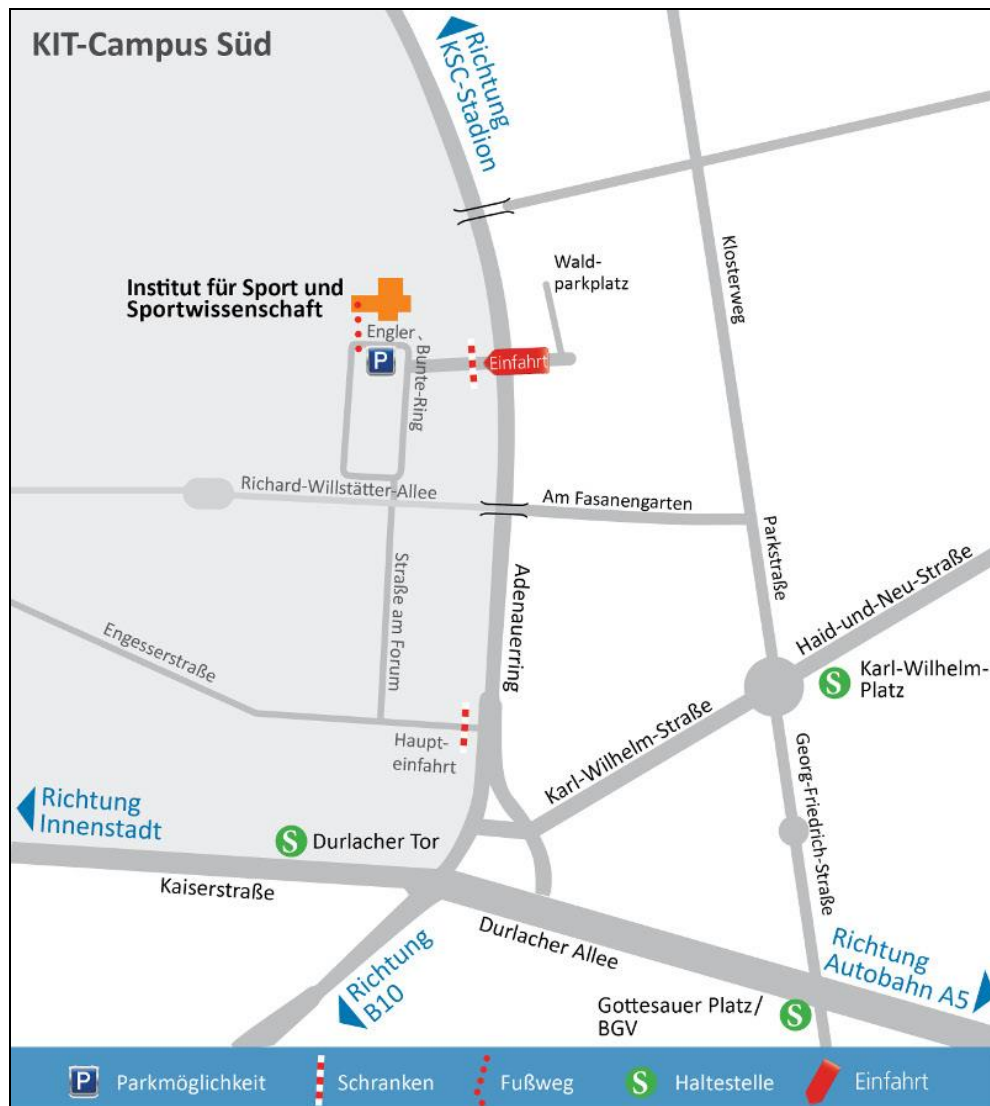 KIT-Campus Süd
Richtung
KSC-Stadion
Klosterweg
Wald-
parkplatz
Institut für Sport und
Sportwissenschaft
Engler-
Bunte-Ring
P
Einfahrt
Richard-Willstätter-Allee
Am Fasanengarten
Parkstraße
Haid-und-Neu-Straße
Adenauerring
Straße am Forum
Engesserstraße
S Karl-Wilhelm-
Platz
Karl-Wilhelm-Straße
Haupt-
einfahrt
Georg-Friedrich-Straße
Richtung
Innenstadt
S Durlacher Tor
Kaiserstraße
Durlacher Allee
Richtung
B10
Richtung
Autobahn A5
Gottesauer Platz/
BGV
S
P Parkmöglichkeit
Schranken
Fußweg
S Haltestelle
Einfahrt